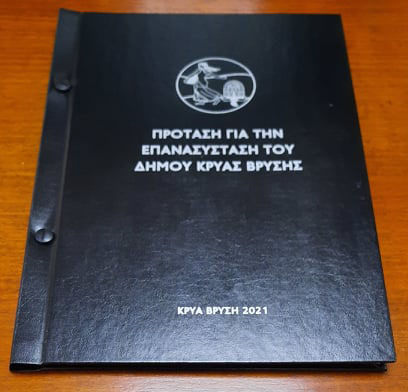 ΠΡΟΤΑΣΗ ΓΙΑ ΤΗΝ
ΕΠΑΝΑΣΥΣΤΑΣΗ ΤΟΥ
ΔΗΜΟΥ ΚΡΥΑΣ ΒΡΥΣΗΣ
ΚΡΥΑ ΒΡΥΣΗ 2021